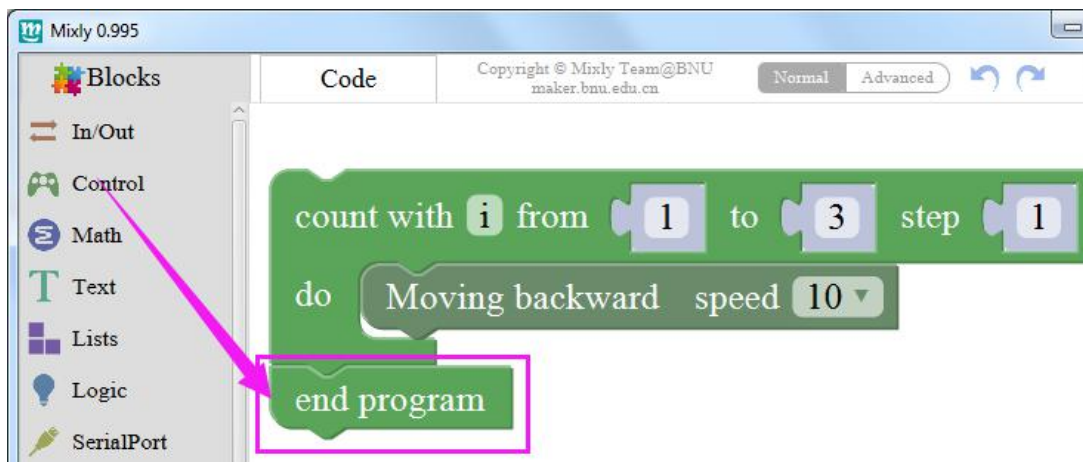 Mixly 0.995
Blocks
Code
Copyright © Mixly Team@BNU
maker.bnu.edu.cn
Normal Advanced
In/Out
Control
Math
Text
Lists
Logic
SerialPort
count with i from 1 to 3 step 1
do Moving backward speed 10
end program